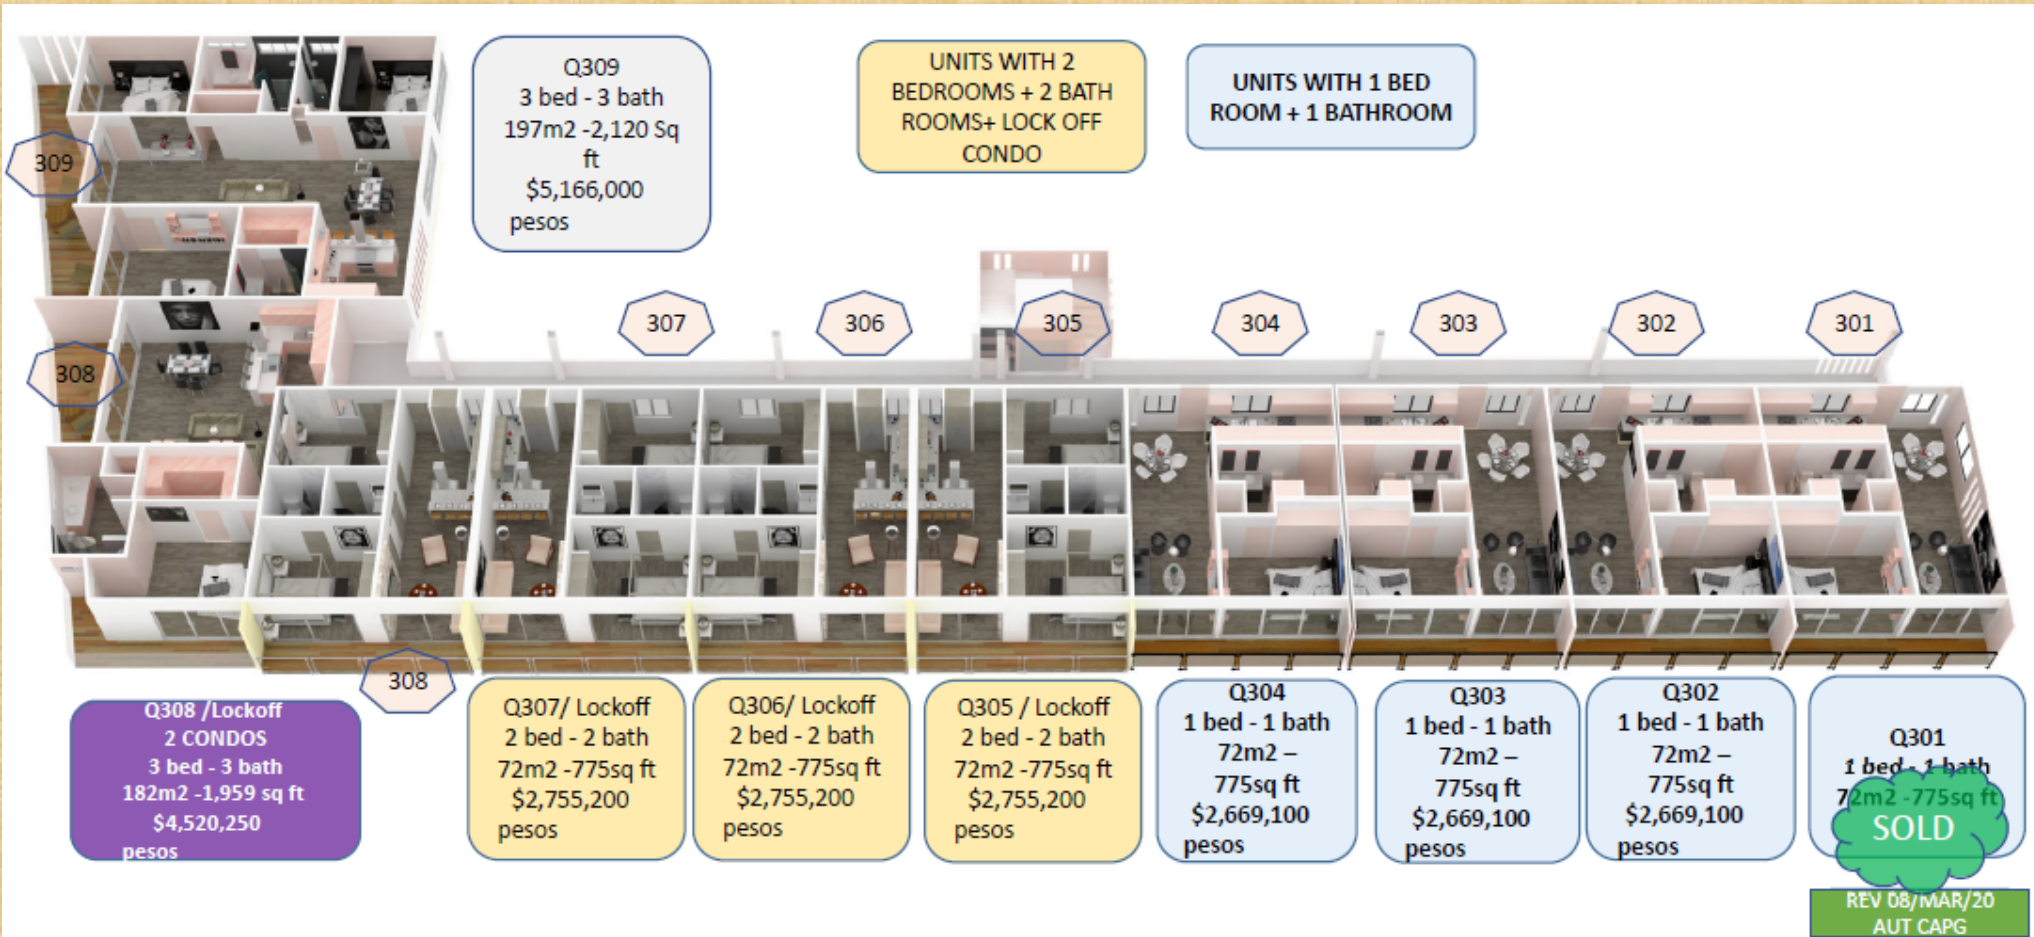 Q309
3 bed - 3 bath
197m2 -2,120 Sq
ft
$5,166,000
pesos
UNITS WITH 2
BEDROOMS + 2 BATH
ROOMS+ LOCK OFF
CONDO
UNITS WITH 1 BED
ROOM + 1 BATHROOM
309
308
307
306
305
304
303
302
301
308
Q308 /Lockoff
2 CONDOS
3 bed - 3 bath
182m2 -1,959 sq ft
$4,520,250
pesos
Q307/ Lockoff
2 bed - 2 bath
72m2 -775sq ft
$2,755,200
pesos
Q306/ Lockoff
2 bed - 2 bath
72m2 -775sq ft
$2,755,200
pesos
Q305 / Lockoff
2 bed - 2 bath
72m2 -775sq ft
$2,755,200
pesos
Q304
1 bed - 1 bath
72m2 –
775sq ft
$2,669,100
pesos
Q303
1 bed - 1 bath
72m2 –
775sq ft
$2,669,100
pesos
Q302
1 bed - 1 bath
72m2 –
775sq ft
$2,669,100
pesos
Q301
1 bed - 1 bath
72m2 -775sq ft
SOLD
REV 08/MAR/20
AUT CAPG